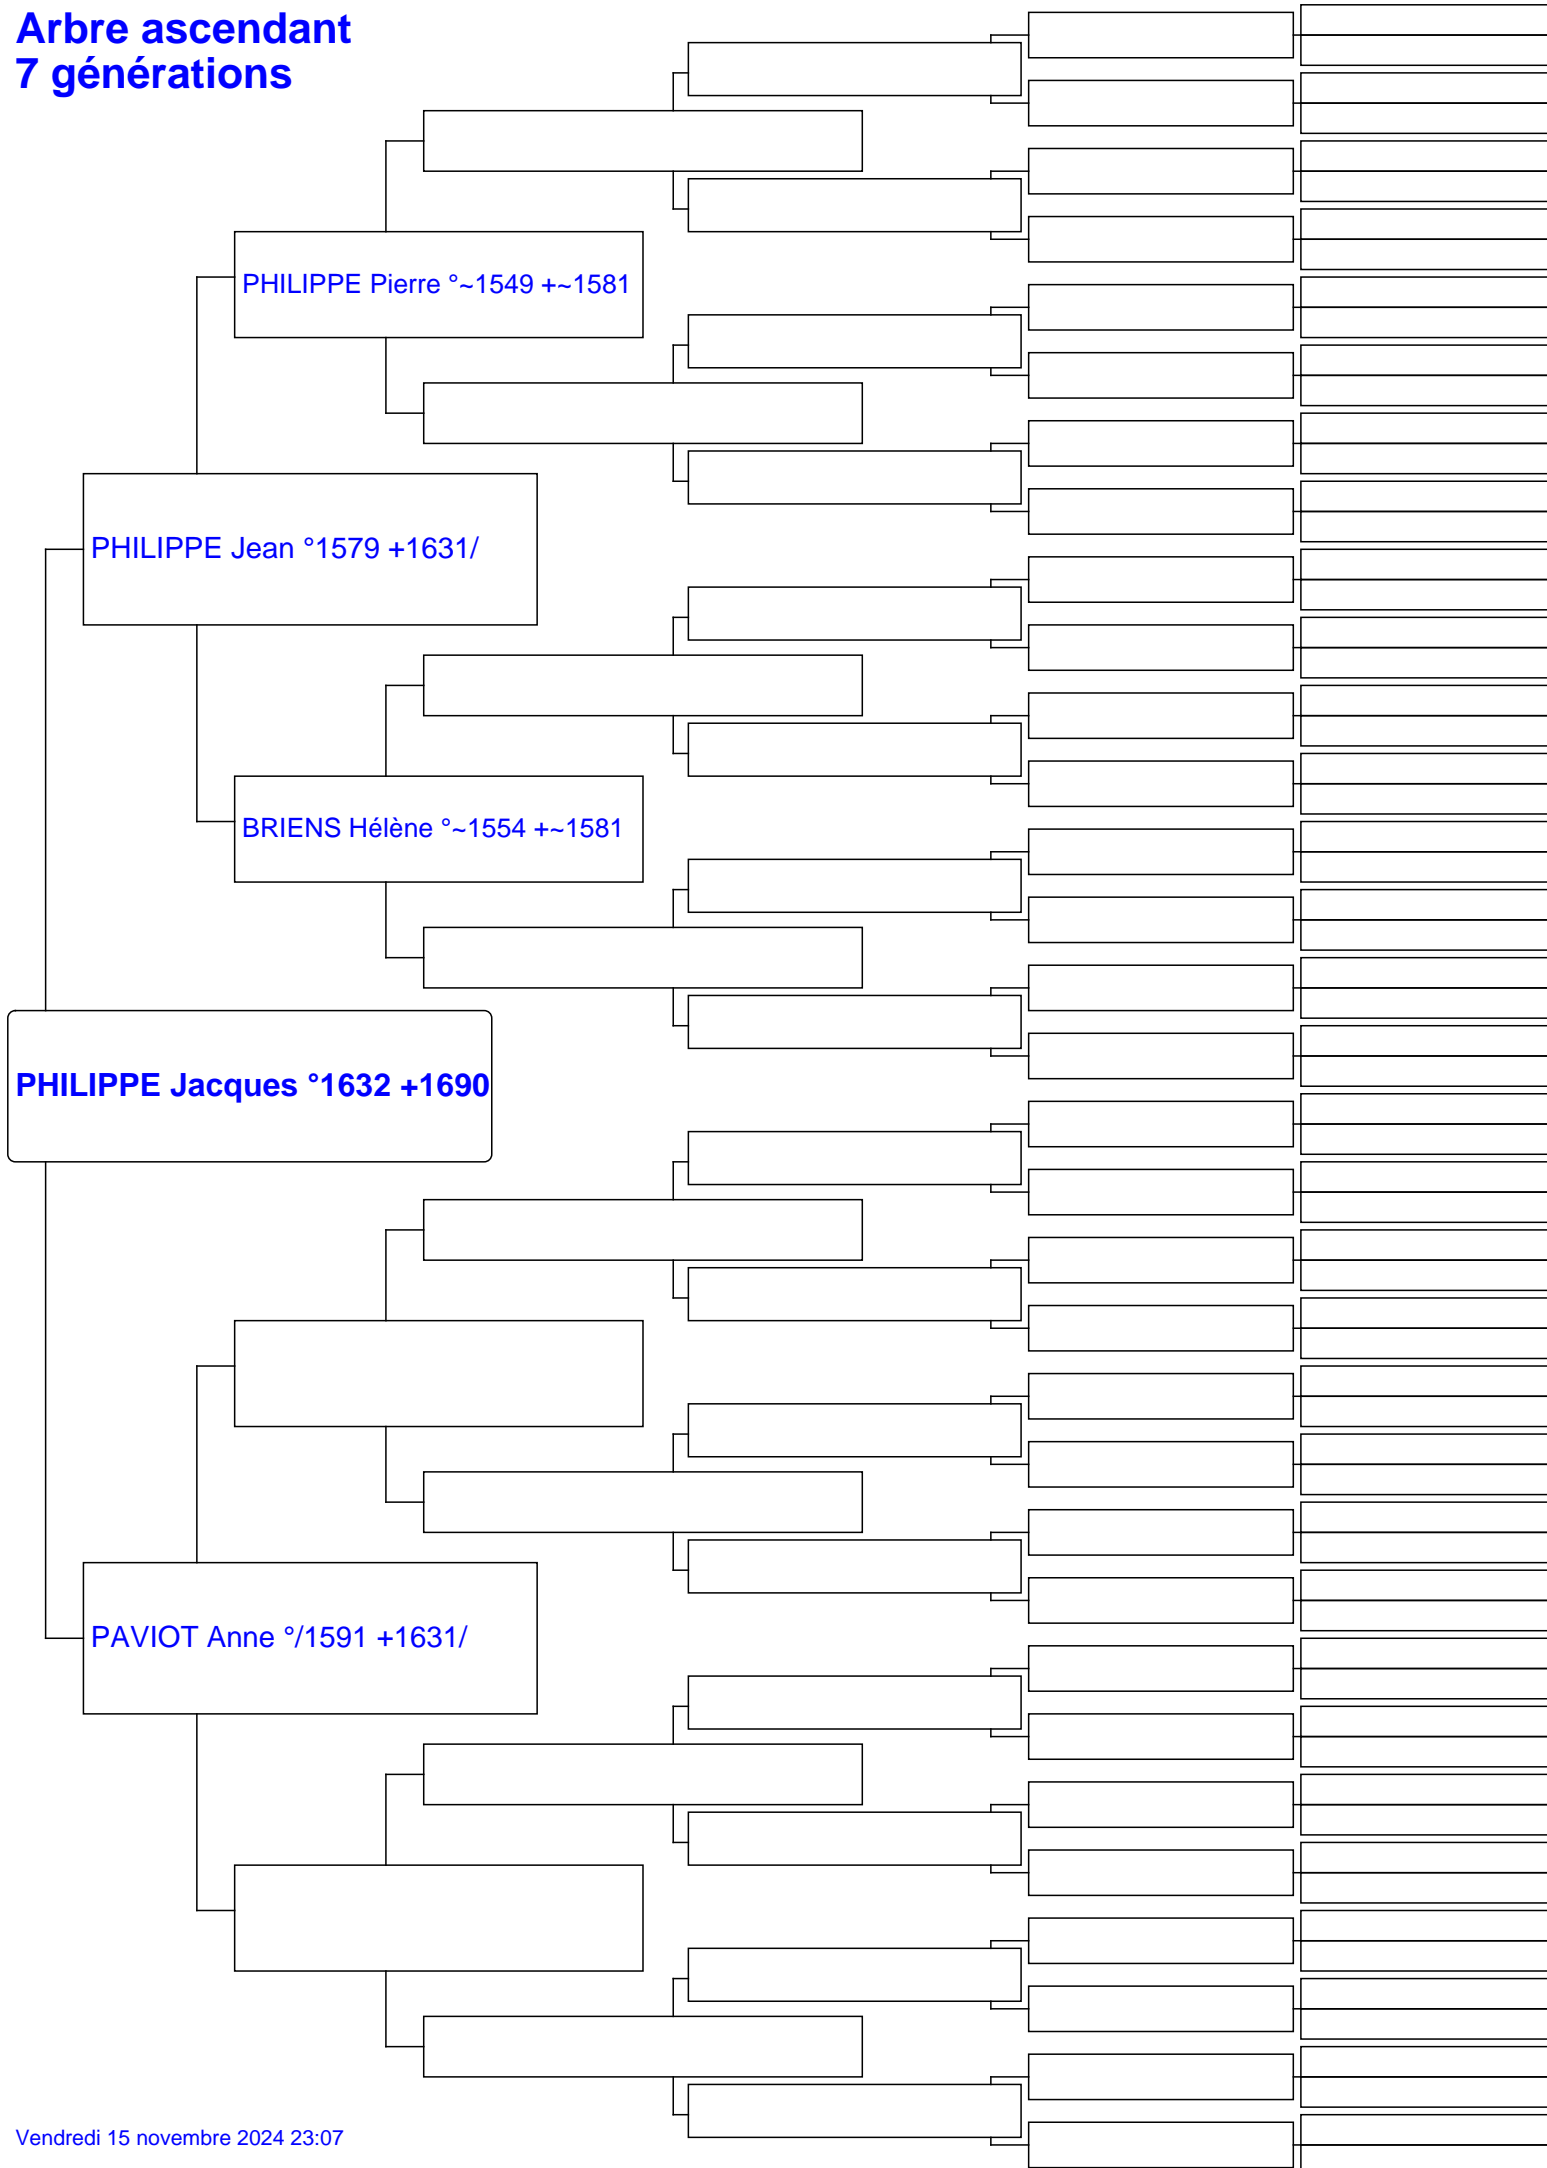 Arbre ascendant
7 générations
PHILIPPE Pierre °~1549 +~1581
PHILIPPE Jean °1579 +1631/
BRIENS Hélène °~1554 +~1581
PHILIPPE Jacques °1632 +1690
PAVIOT Anne °/1591 +1631/
Vendredi 15 novembre 2024 23:07